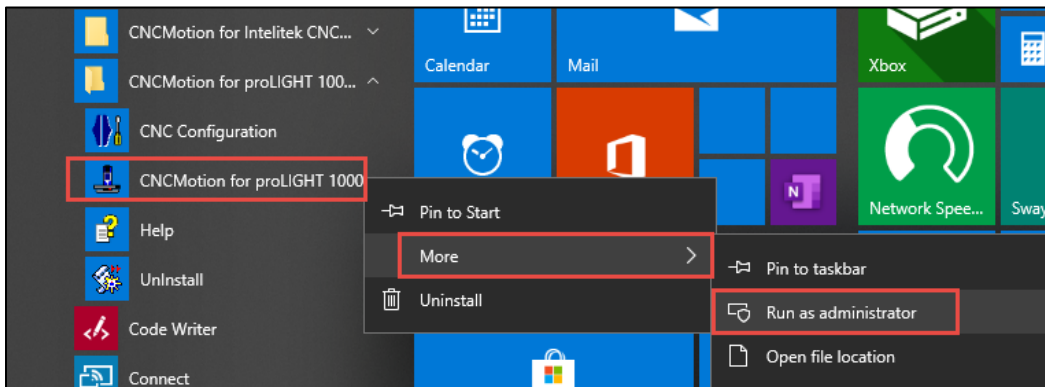 CNCMotion for Intelitek CNC...
CNCMotion for proLIGHT 100...
CNC Configuration
CNCMotion for proLIGHT 1000
Help
UnInstall
Code Writer
Connect
Calendar
Mail
Xbox
N
Network Spee...
Sway
Pin to Start
More
Uninstall
Pin to taskbar
Run as administrator
Open file location